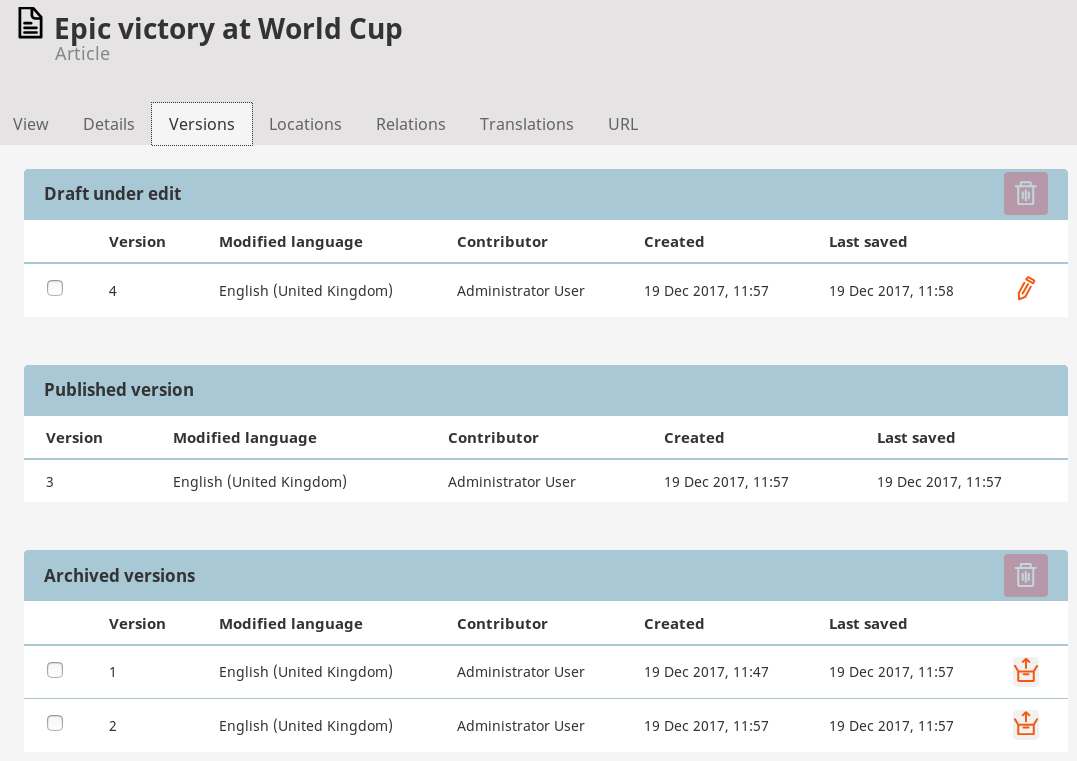 Epic victory at World Cup
Article
View Details Versions Locations Relations Translations URL
Draft under edit
Version Modified language Contributor Created Last saved
4 English (United Kingdom) Administrator User 19 Dec 2017, 11:57 19 Dec 2017, 11:58
Published version
Version Modified language Contributor Created Last saved
3 English (United Kingdom) Administrator User 19 Dec 2017, 11:57 19 Dec 2017, 11:57
Archived versions
Version Modified language Contributor Created Last saved
1 English (United Kingdom) Administrator User 19 Dec 2017, 11:47 19 Dec 2017, 11:57
2 English (United Kingdom) Administrator User 19 Dec 2017, 11:57 19 Dec 2017, 11:57